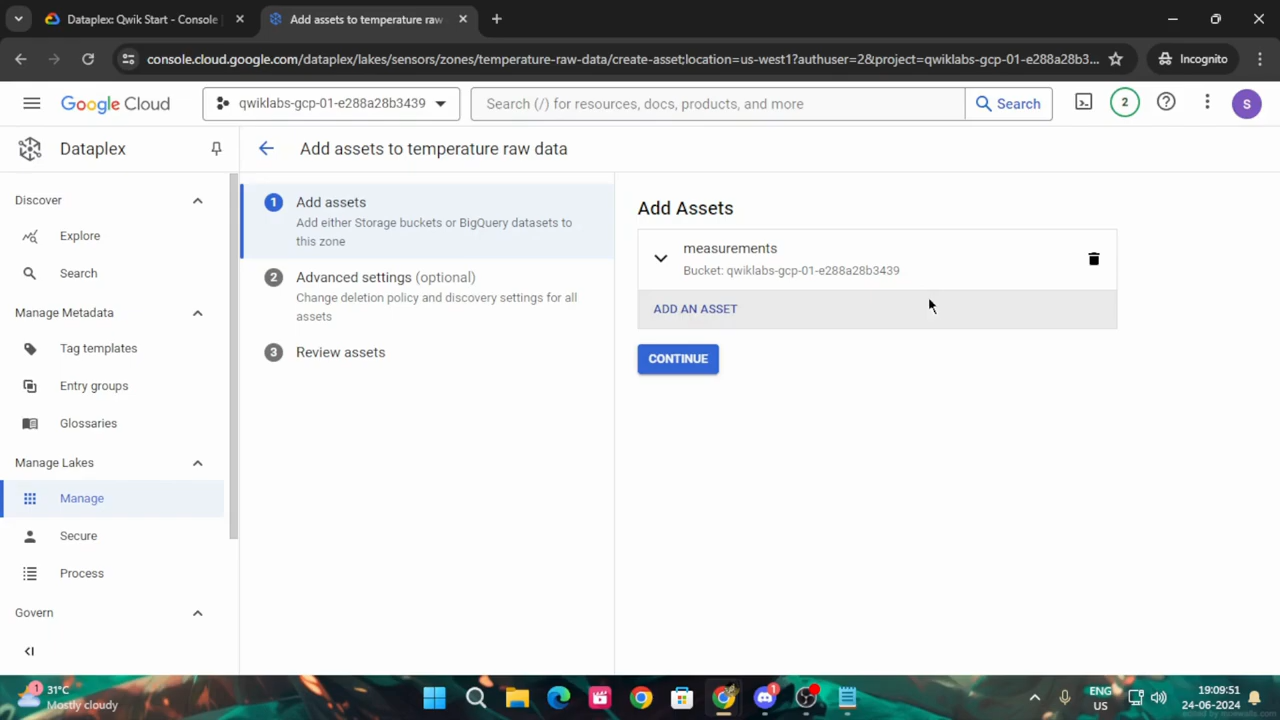 Dataplex: Qwik Start - Console
Add assets to temperature raw
console.cloud.google.com/dataplex/lakes/sensors/zones/temperature-raw-data/create-asset;location=us-west1?authuser=2&project=qwiklabs-gcp-01-e288a28b3...
Incognito
Google Cloud
qwiklabs-gcp-01-e288a28b3439
Search (/) for resources, docs, products, and more
Search
2
S
Dataplex
Add assets to temperature raw data
Discover
Explore
Search
Manage Metadata
Tag templates
Entry groups
Glossaries
Manage Lakes
Manage
Secure
Process
Govern
1
Add assets
Add either Storage buckets or BigQuery datasets to
this zone
2
Advanced settings (optional)
Change deletion policy and discovery settings for all
assets
3
Review assets
Add Assets
measurements
Bucket: qwiklabs-gcp-01-e288a28b3439
ADD AN ASSET
CONTINUE
1
31°C
Mostly cloudy
1
ENG
US
19:09:51
24-06-2024